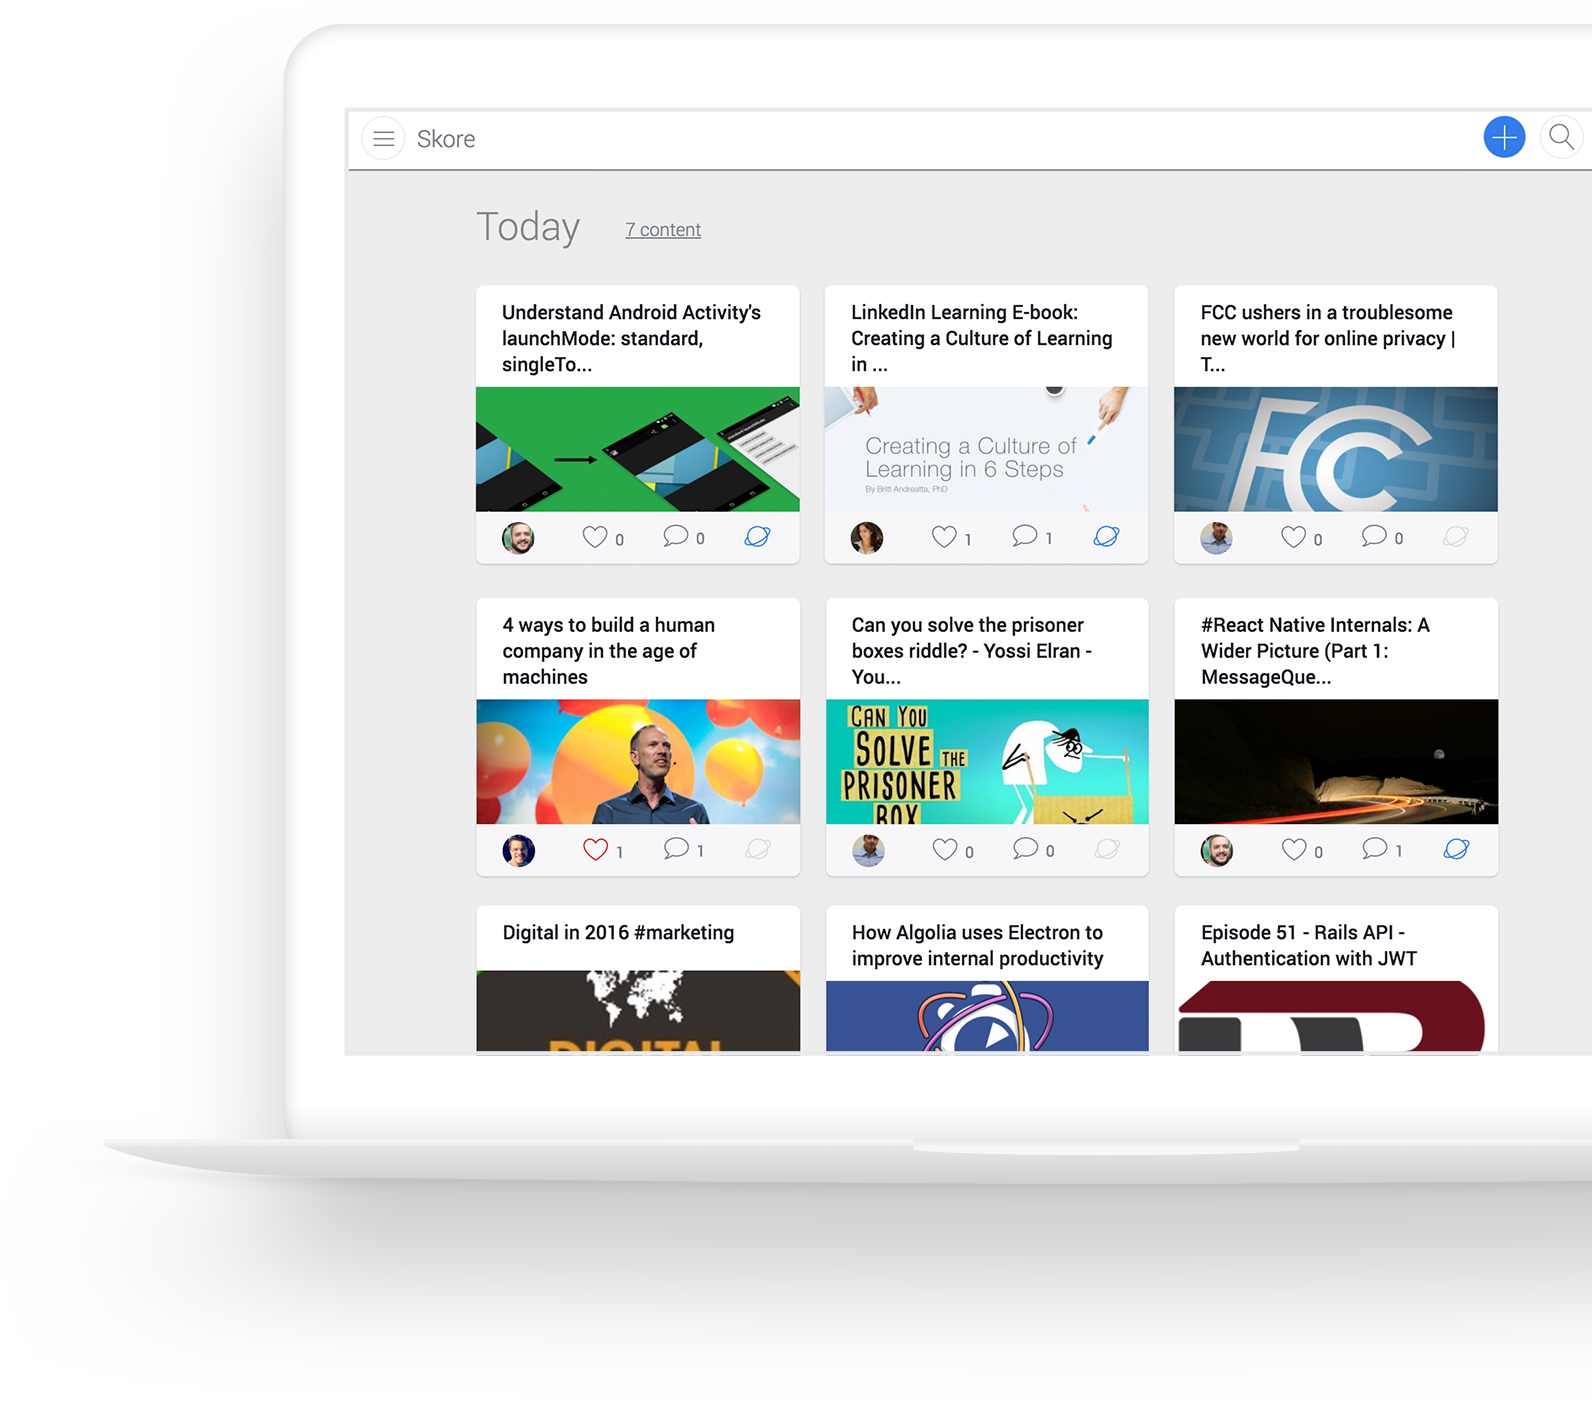 Skore
Today
7 content
Understand Android Activity's
launchMode: standard,
singleTo...
0
0
LinkedIn Learning E-book:
Creating a Culture of Learning
in ...
Creating a Culture of
Learning in 6 Steps
By Britt Andreatta, PhD
1
1
FCC ushers in a troublesome
new world for online privacy |
T...
FCC
0
0
4 ways to build a human
company in the age of
machines
1
1
Can you solve the prisoner
boxes riddle? - Yossi Elran -
You...
CAN YOU
SOLVE THE
PRISONER
BOX
0
0
#React Native Internals: A
Wider Picture (Part 1:
MessageQue...
0
1
Digital in 2016 #marketing
DIGITAL
How Algolia uses Electron to
improve internal productivity
Episode 51 - Rails API -
Authentication with JWT